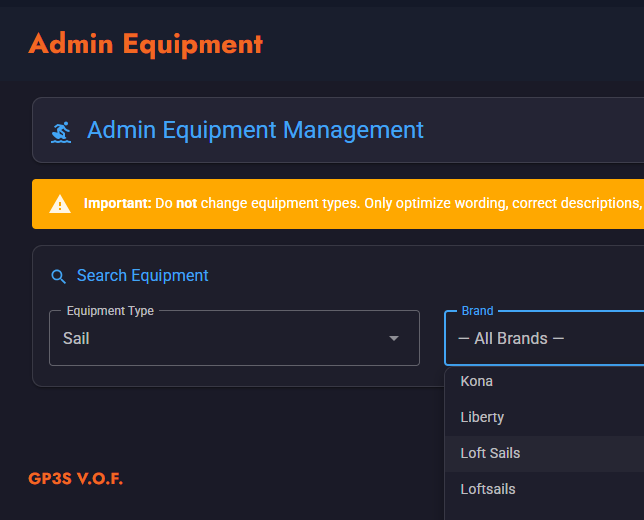 Admin Equipment
Admin Equipment Management
Important: Do not change equipment types. Only optimize wording, correct descriptions,
Search Equipment
Equipment Type
Brand
Sail
— All Brands —
Kona
Liberty
Loft Sails
Loftsails
GP3S V.O.F.